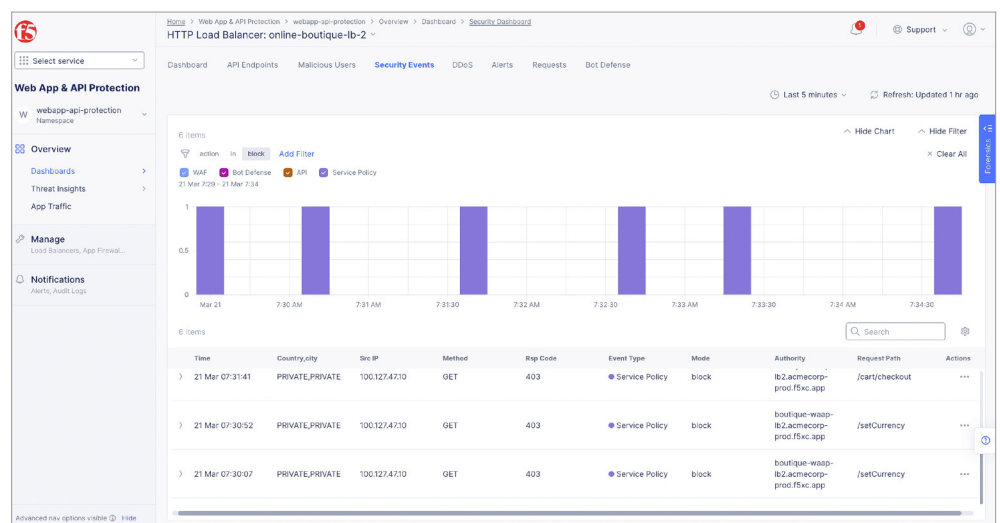 f5
Home > Web App & API Protection > webapp-api-protection > Overview > Dashboard > Security Dashboard
HTTP Load Balancer: online-boutique-lb-2
1
Support
Select service
Web App & API Protection
W
webapp-api-protection
Namespace
Overview
Dashboards
Threat Insights
App Traffic
Manage
Load Balancers, App Firewal...
Notifications
Alerts, Audit Logs
Advanced nav options visible Hide
Dashboard API Endpoints Malicious Users Security Events DDoS Alerts Requests Bot Defense
Last 5 minutes Refresh: Updated 1 hr ago
6 items Hide Chart Hide Filter
action In block Add Filter Clear All
Forensics
WAF Bot Defense API Service Policy
21 Mar 7:29 - 21 Mar 7:34
1
0.5
0
Mar 21 7:30 AM 7:31 AM 7:31:30 7:32 AM 7:32:30 7:33 AM 7:33:30 7:34 AM 7:34:30
6 items Search
Time Country,city Src IP Method Rsp Code Event Type Mode Authority Request Path Actions
21 Mar 07:31:41 PRIVATE,PRIVATE 100.127.47.10 GET 403 Service Policy block lb2.acmecorp- /cart/checkout ...
prod.f5xc.app
boutique-waap-
21 Mar 07:30:52 PRIVATE,PRIVATE 100.127.47.10 GET 403 Service Policy block lb2.acmecorp- /setCurrency ...
prod.f5xc.app
boutique-waap-
21 Mar 07:30:07 PRIVATE,PRIVATE 100.127.47.10 GET 403 Service Policy block lb2.acmecorp- /setCurrency ...
prod.f5xc.app